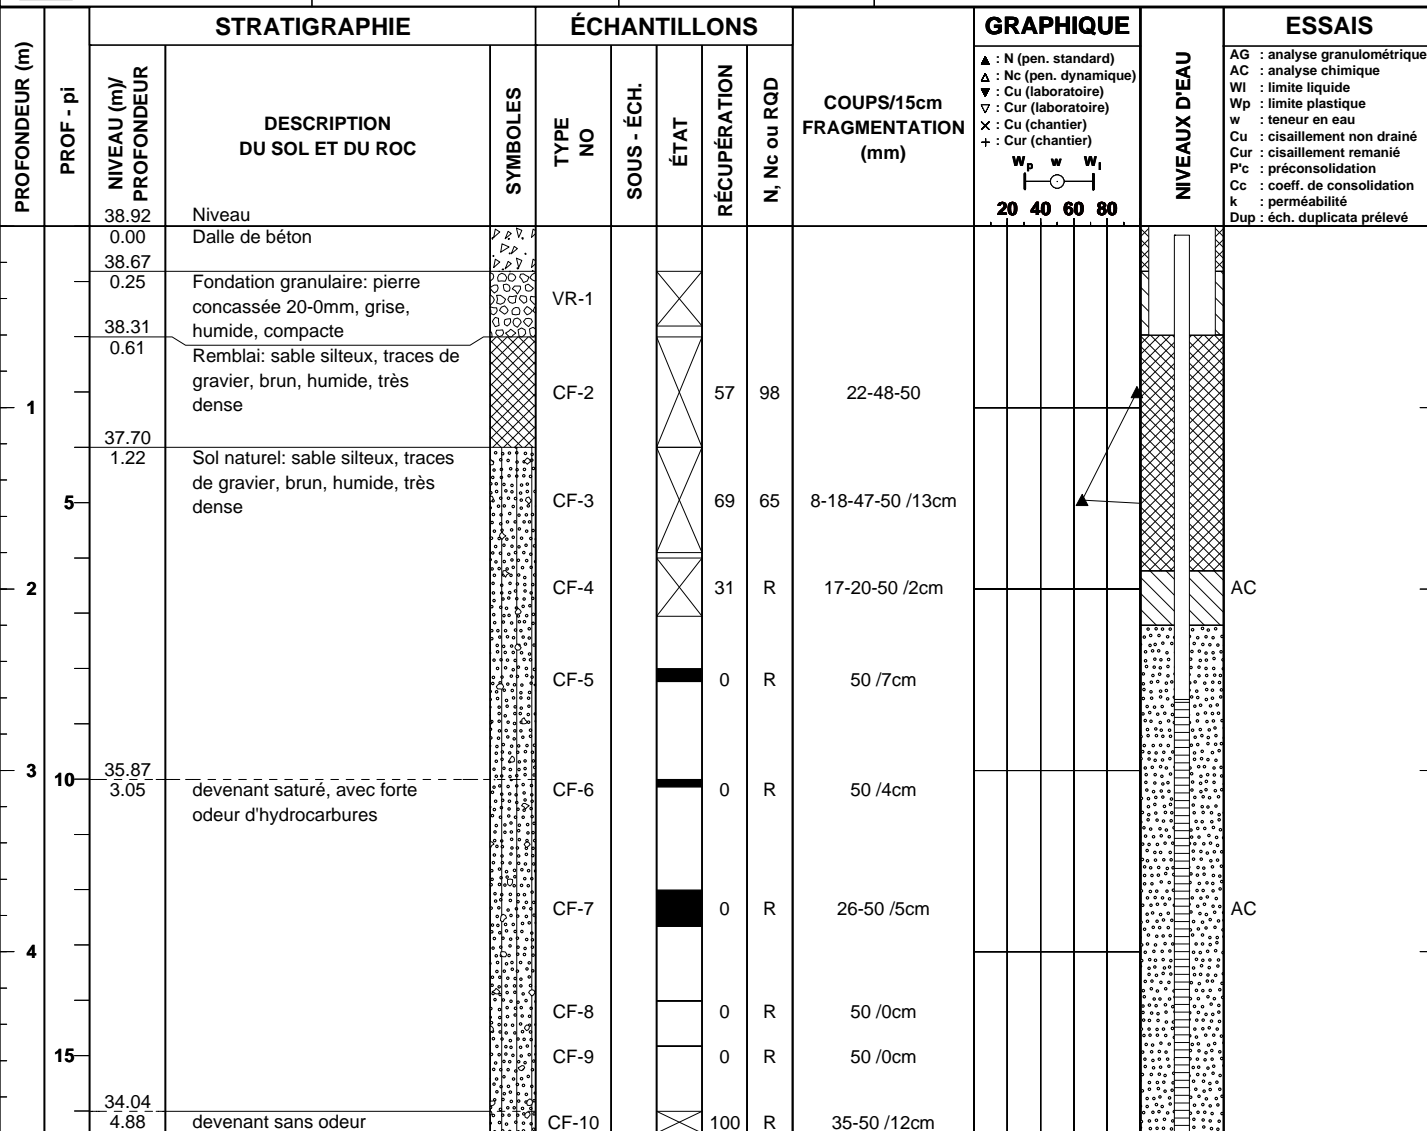 STRATIGRAPHIE
ÉCHANTILLONS
GRAPHIQUE
ESSAIS
PROFONDEUR (m)
PROF - pi
NIVEAU (m)/
PROFONDEUR
DESCRIPTION
DU SOL ET DU ROC
SYMBOLES
TYPE
NO
SOUS - ÉCH.
ÉTAT
RÉCUPÉRATION
N, Nc ou RQD
COUPS/15cm
FRAGMENTATION
(mm)
▲ : N (pen. standard)
△ : Nc (pen. dynamique)
▼ : Cu (laboratoire)
▽ : Cur (laboratoire)
× : Cu (chantier)
+ : Cur (chantier)
Wp w Wl
20 40 60 80
NIVEAUX D'EAU
AG : analyse granulométrique
AC : analyse chimique
Wl : limite liquide
Wp : limite plastique
w : teneur en eau
Cu : cisaillement non drainé
Cur : cisaillement remanié
P'c : préconsolidation
Cc : coeff. de consolidation
k : perméabilité
Dup : éch. duplicata prélevé
38.92 Niveau
0.00 Dalle de béton
38.67
0.25 Fondation granulaire: pierre
concassée 20-0mm, grise,
VR-1
38.31 humide, compacte
0.61 Remblai: sable silteux, traces de
gravier, brun, humide, très
dense
CF-2 57 98 22-48-50
1
37.70
1.22 Sol naturel: sable silteux, traces
de gravier, brun, humide, très
dense
5 CF-3 69 65 8-18-47-50 /13cm
2 CF-4 31 R 17-20-50 /2cm AC
CF-5 0 R 50 /7cm
3 35.87
10
3.05 devenant saturé, avec forte
odeur d'hydrocarbures
CF-6 0 R 50 /4cm
CF-7 0 R 26-50 /5cm AC
4
CF-8 0 R 50 /0cm
15 CF-9 0 R 50 /0cm
34.04
4.88 devenant sans odeur CF-10 100 R 35-50 /12cm